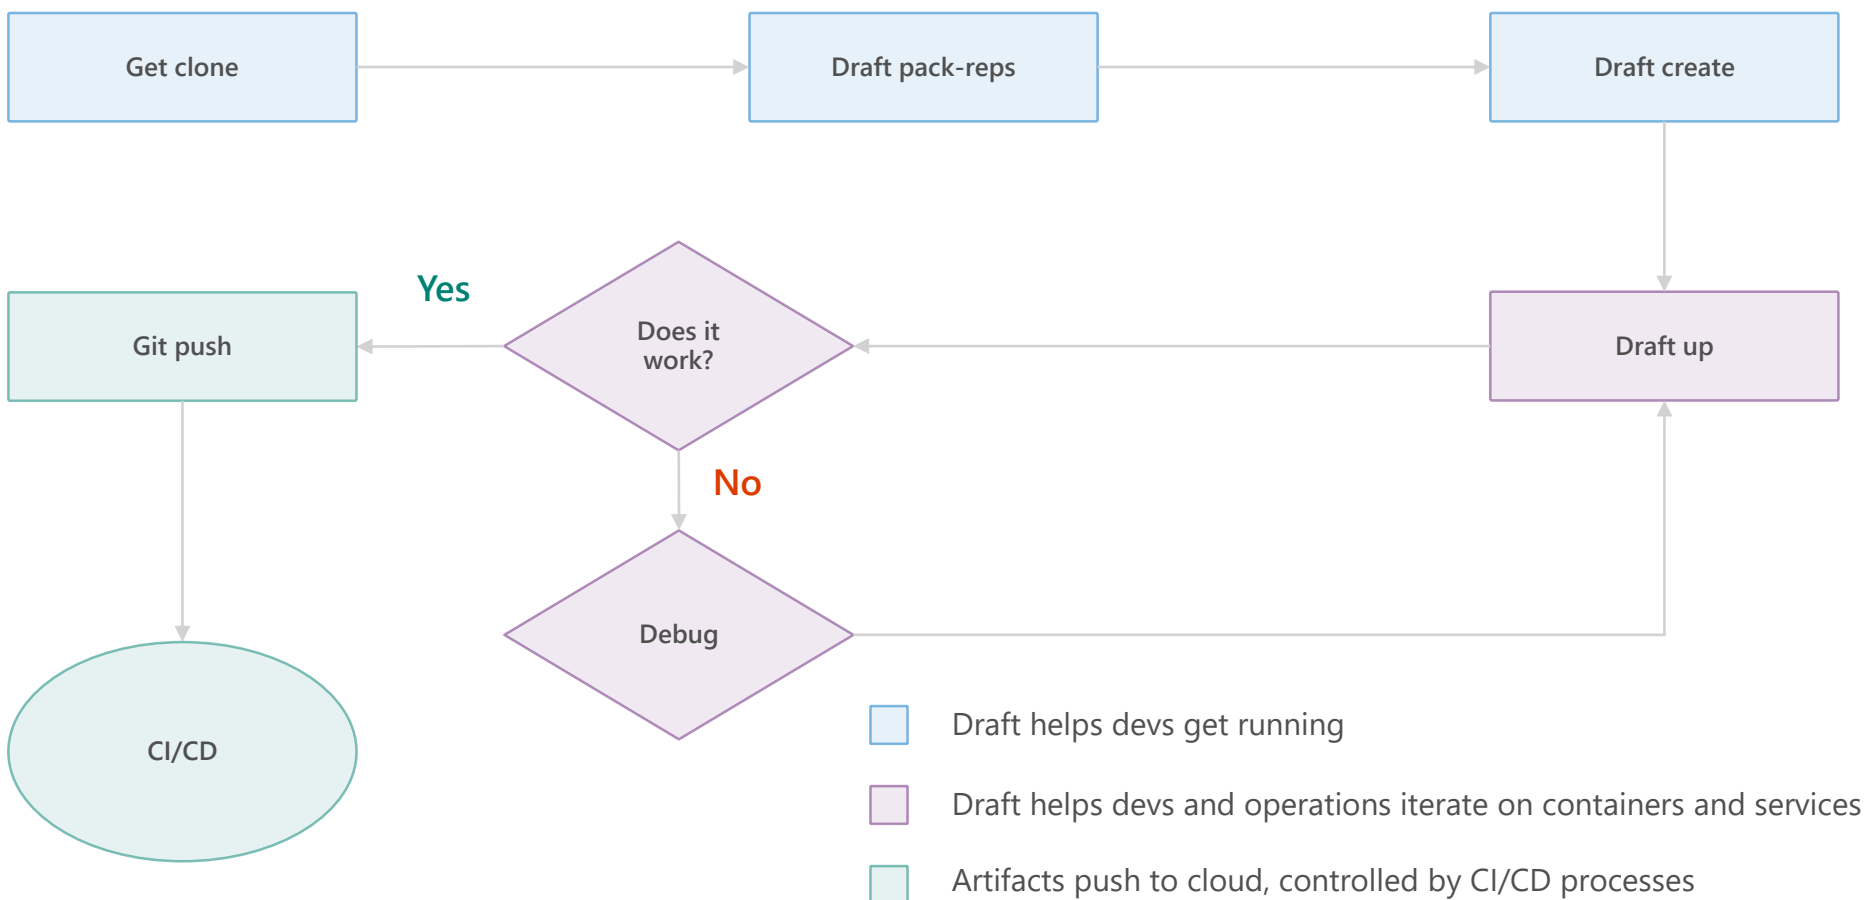 Get clone
Draft pack-reps
Draft create
Yes
Git push
Does it
work?
Draft up
No
Debug
CI/CD
Draft helps devs get running
Draft helps devs and operations iterate on containers and services
Artifacts push to cloud, controlled by CI/CD processes